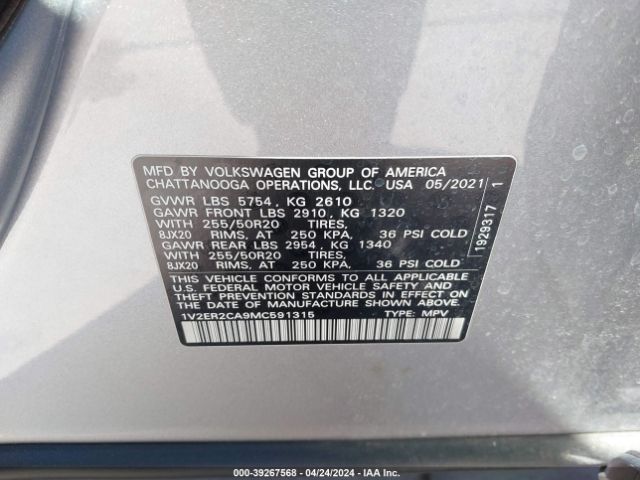 MFD BY VOLKSWAGEN GROUP OF AMERICA
CHATTANOOGA OPERATIONS, LLC. USA 05/2021
GVWR LBS 5754 , KG 2610
GAWR FRONT LBS 2910, KG 1320
WITH 255/50R20 TIRES,
8JX20 RIMS, AT 250 KPA, 36 PSI COLD
GAWR REAR LBS 2954, KG 1340
WITH 255/50R20 TIRES,
8JX20 RIMS, AT 250 KPA, 36 PSI COLD
THIS VEHICLE CONFORMS TO ALL APPLICABLE
U.S. FEDERAL MOTOR VEHICLE SAFETY AND
THEFT PREVENTION STANDARDS IN EFFECT ON
THE DATE OF MANUFACTURE SHOWN ABOVE.
1V2ER2CA9MC591315 TYPE: MPV
1929317 1
000-39267568 - 04/24/2024 - IAA Inc.